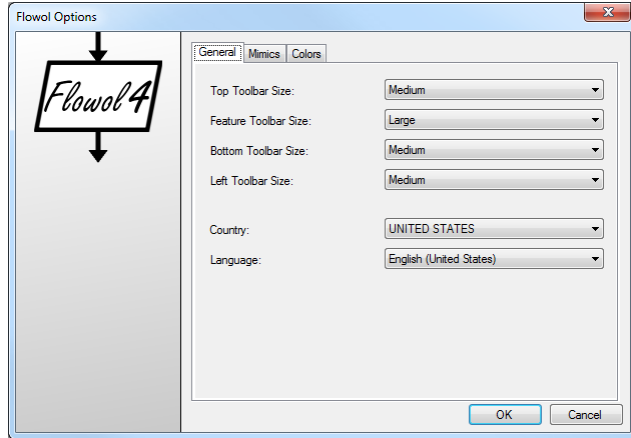 Flowol Options
Flowol 4
General Mimics Colors
Top Toolbar Size: Medium
Feature Toolbar Size: Large
Bottom Toolbar Size: Medium
Left Toolbar Size: Medium
Country: UNITED STATES
Language: English (United States)
OK Cancel